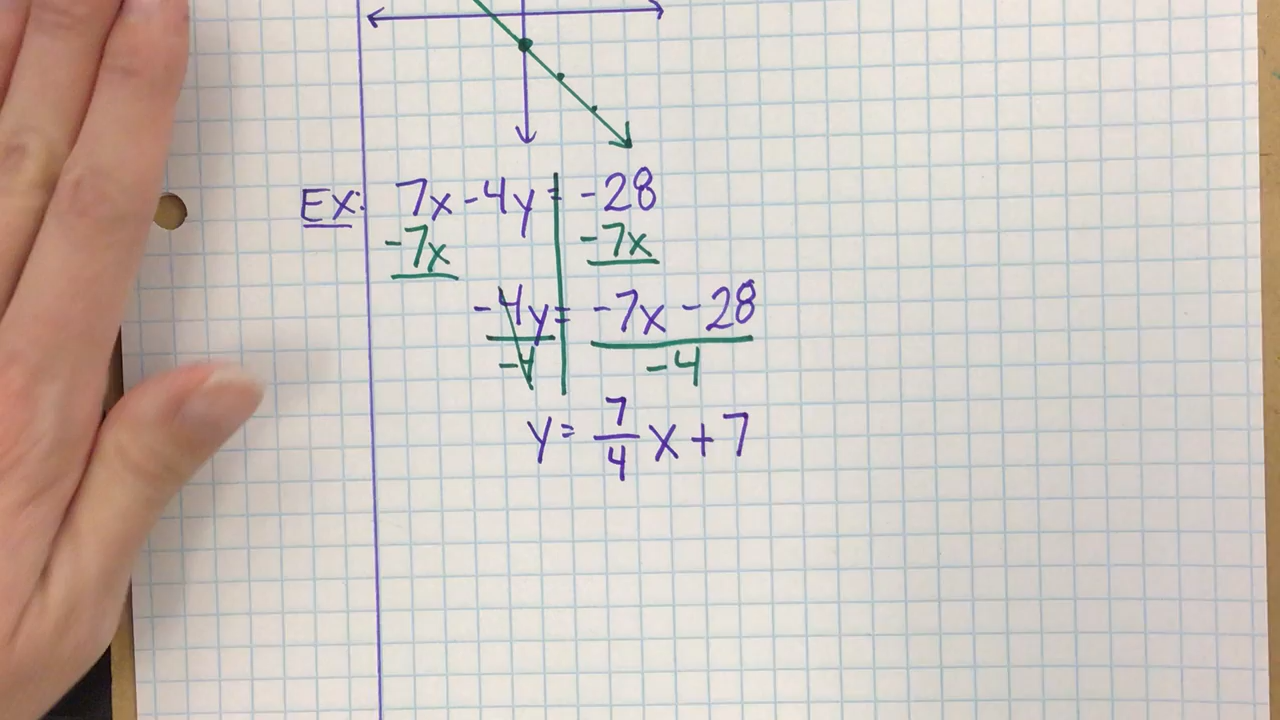 EX: 7x - 4y = -28
-7x -7x
-4y = -7x - 28
-4 -4
y = 7/4 x + 7